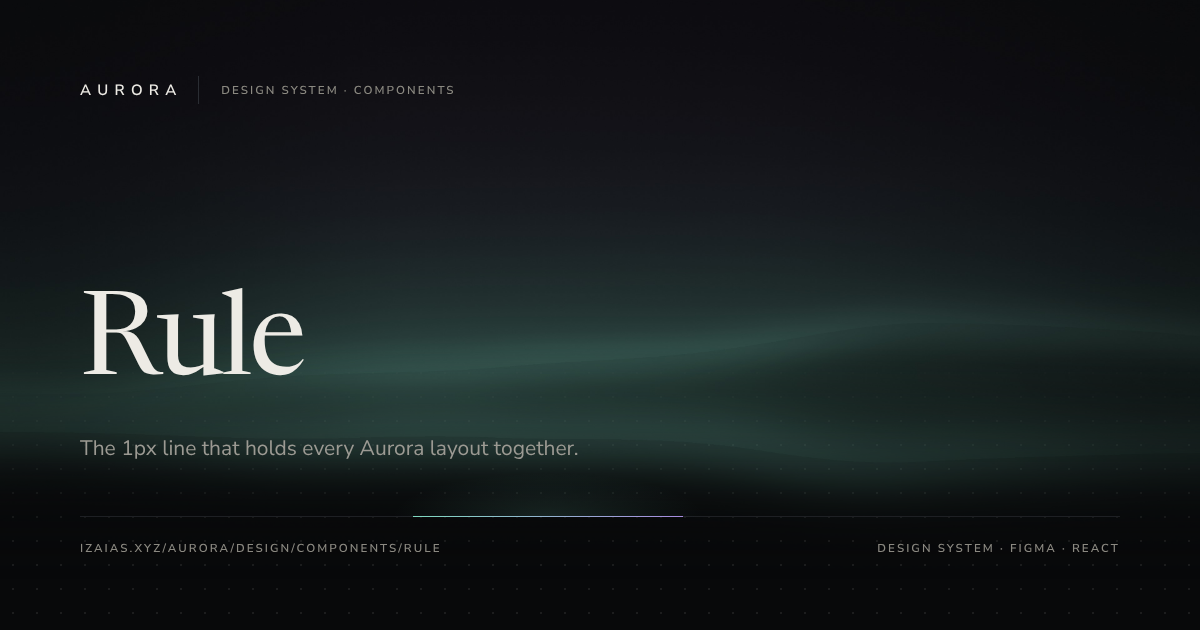 AURORA
DESIGN SYSTEM · COMPONENTS
Rule
The 1px line that holds every Aurora layout together.
IZAIAS.XYZ/AURORA/DESIGN/COMPONENTS/RULE
DESIGN SYSTEM · FIGMA · REACT